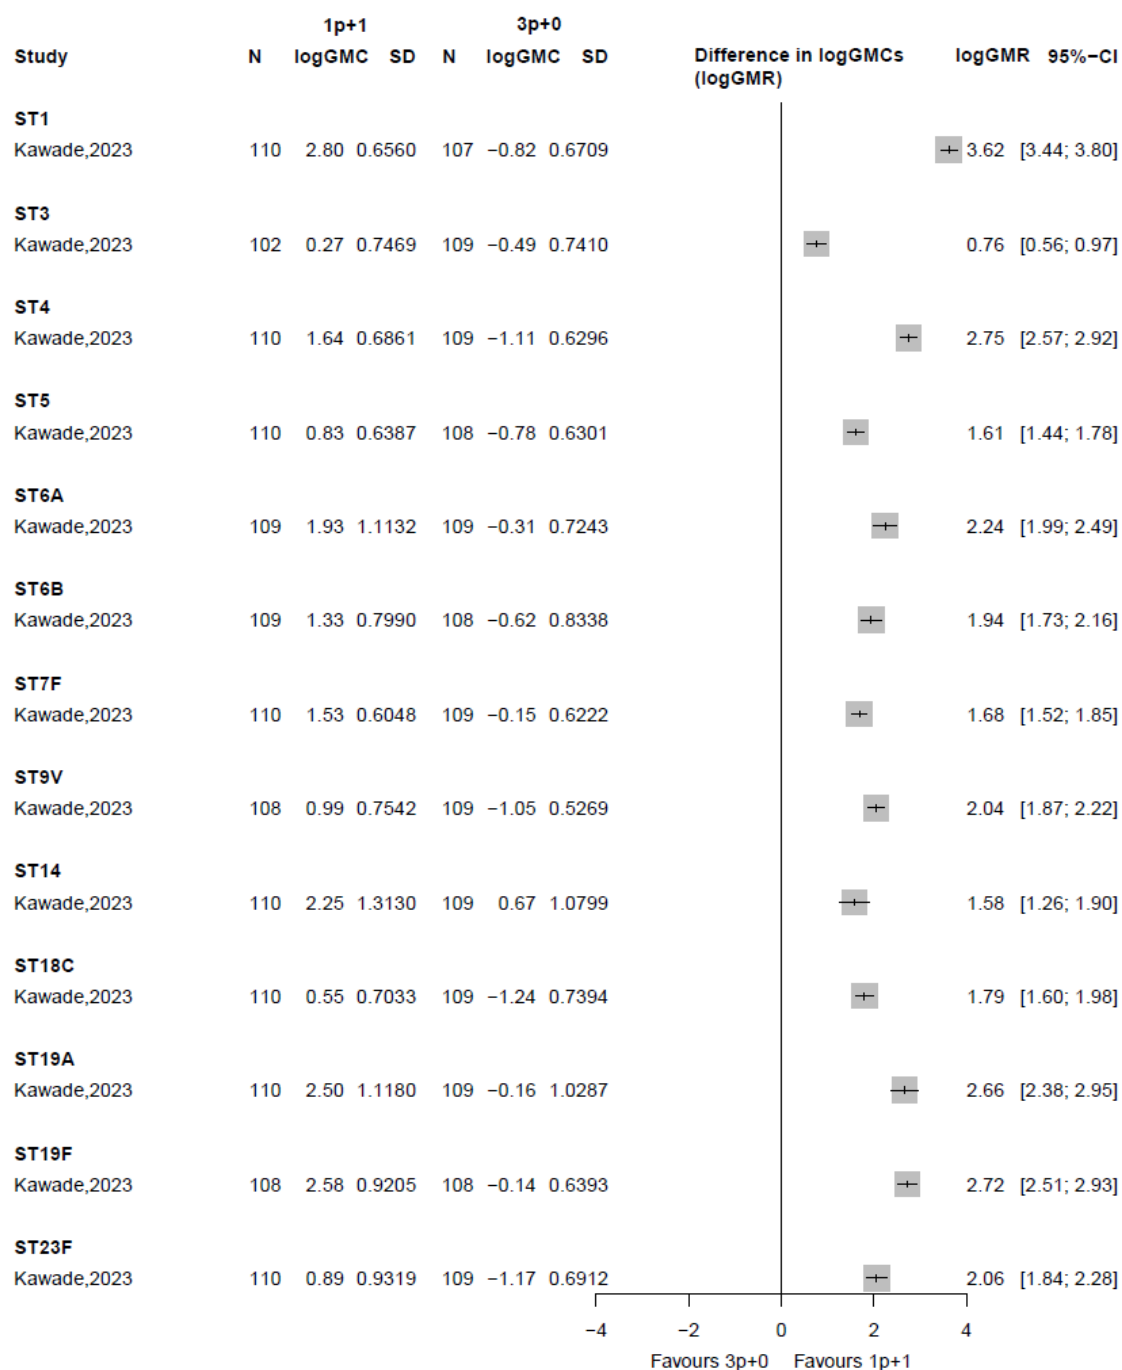 1p+1 3p+0
Study N logGMC SD N logGMC SD Difference in logGMCs logGMR 95%−CI
(logGMR)
ST1
Kawade,2023 110 2.80 0.6560 107 −0.82 0.6709 3.62 [3.44; 3.80]
ST3
Kawade,2023 102 0.27 0.7469 109 −0.49 0.7410 0.76 [0.56; 0.97]
ST4
Kawade,2023 110 1.64 0.6861 109 −1.11 0.6296 2.75 [2.57; 2.92]
ST5
Kawade,2023 110 0.83 0.6387 108 −0.78 0.6301 1.61 [1.44; 1.78]
ST6A
Kawade,2023 109 1.93 1.1132 109 −0.31 0.7243 2.24 [1.99; 2.49]
ST6B
Kawade,2023 109 1.33 0.7990 108 −0.62 0.8338 1.94 [1.73; 2.16]
ST7F
Kawade,2023 110 1.53 0.6048 109 −0.15 0.6222 1.68 [1.52; 1.85]
ST9V
Kawade,2023 108 0.99 0.7542 109 −1.05 0.5269 2.04 [1.87; 2.22]
ST14
Kawade,2023 110 2.25 1.3130 109 0.67 1.0799 1.58 [1.26; 1.90]
ST18C
Kawade,2023 110 0.55 0.7033 109 −1.24 0.7394 1.79 [1.60; 1.98]
ST19A
Kawade,2023 110 2.50 1.1180 109 −0.16 1.0287 2.66 [2.38; 2.95]
ST19F
Kawade,2023 108 2.58 0.9205 108 −0.14 0.6393 2.72 [2.51; 2.93]
ST23F
Kawade,2023 110 0.89 0.9319 109 −1.17 0.6912 2.06 [1.84; 2.28]
−4 −2 0 2 4
Favours 3p+0 Favours 1p+1